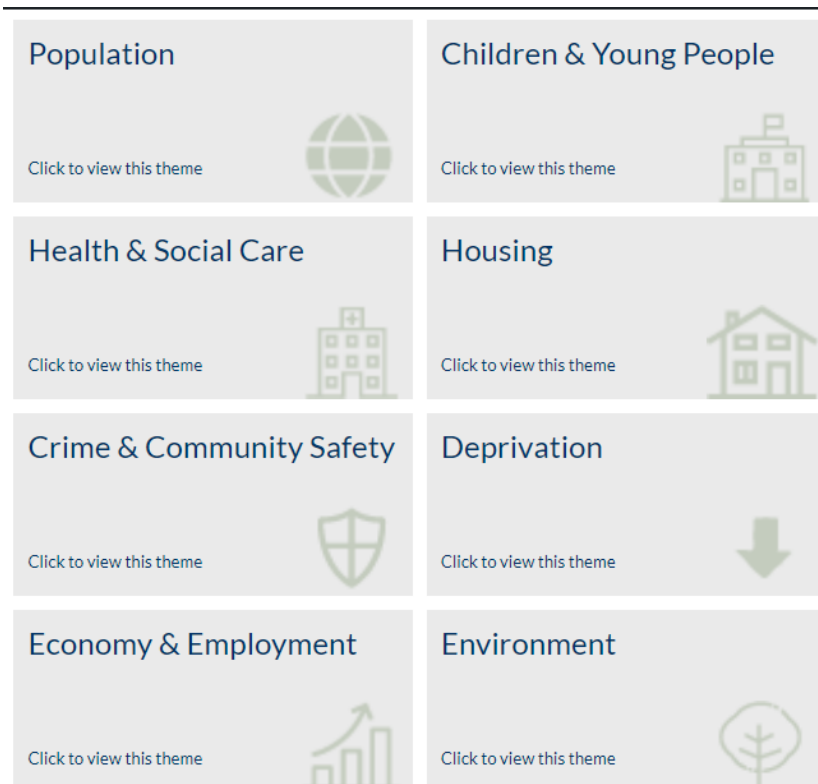 Population
Click to view this theme
Children & Young People
Click to view this theme
Health & Social Care
Click to view this theme
Housing
Click to view this theme
Crime & Community Safety
Click to view this theme
Deprivation
Click to view this theme
Economy & Employment
Click to view this theme
Environment
Click to view this theme